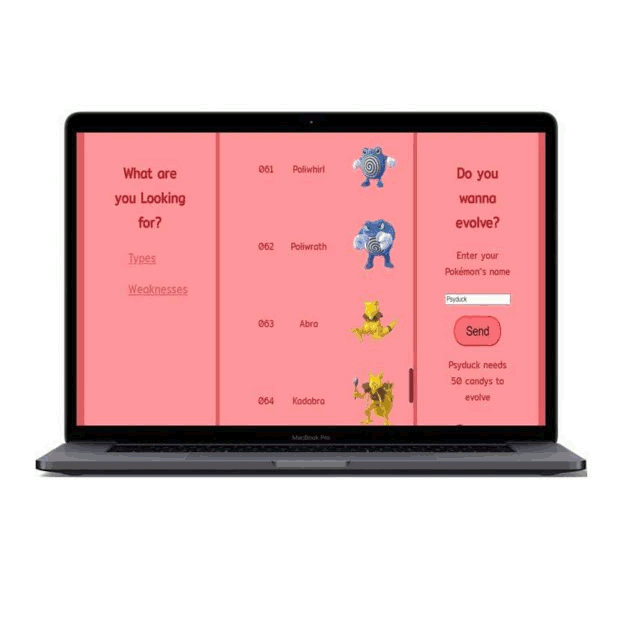 What are
you Looking
for?
Types
Weaknesses
061 Poliwhirl
062 Poliwrath
063 Abra
064 Kadabra
Do you
wanna
evolve?
Enter your
Pokémon's name
Psyduck
Send
Psyduck needs
50 candys to
evolve
MacBook Pro